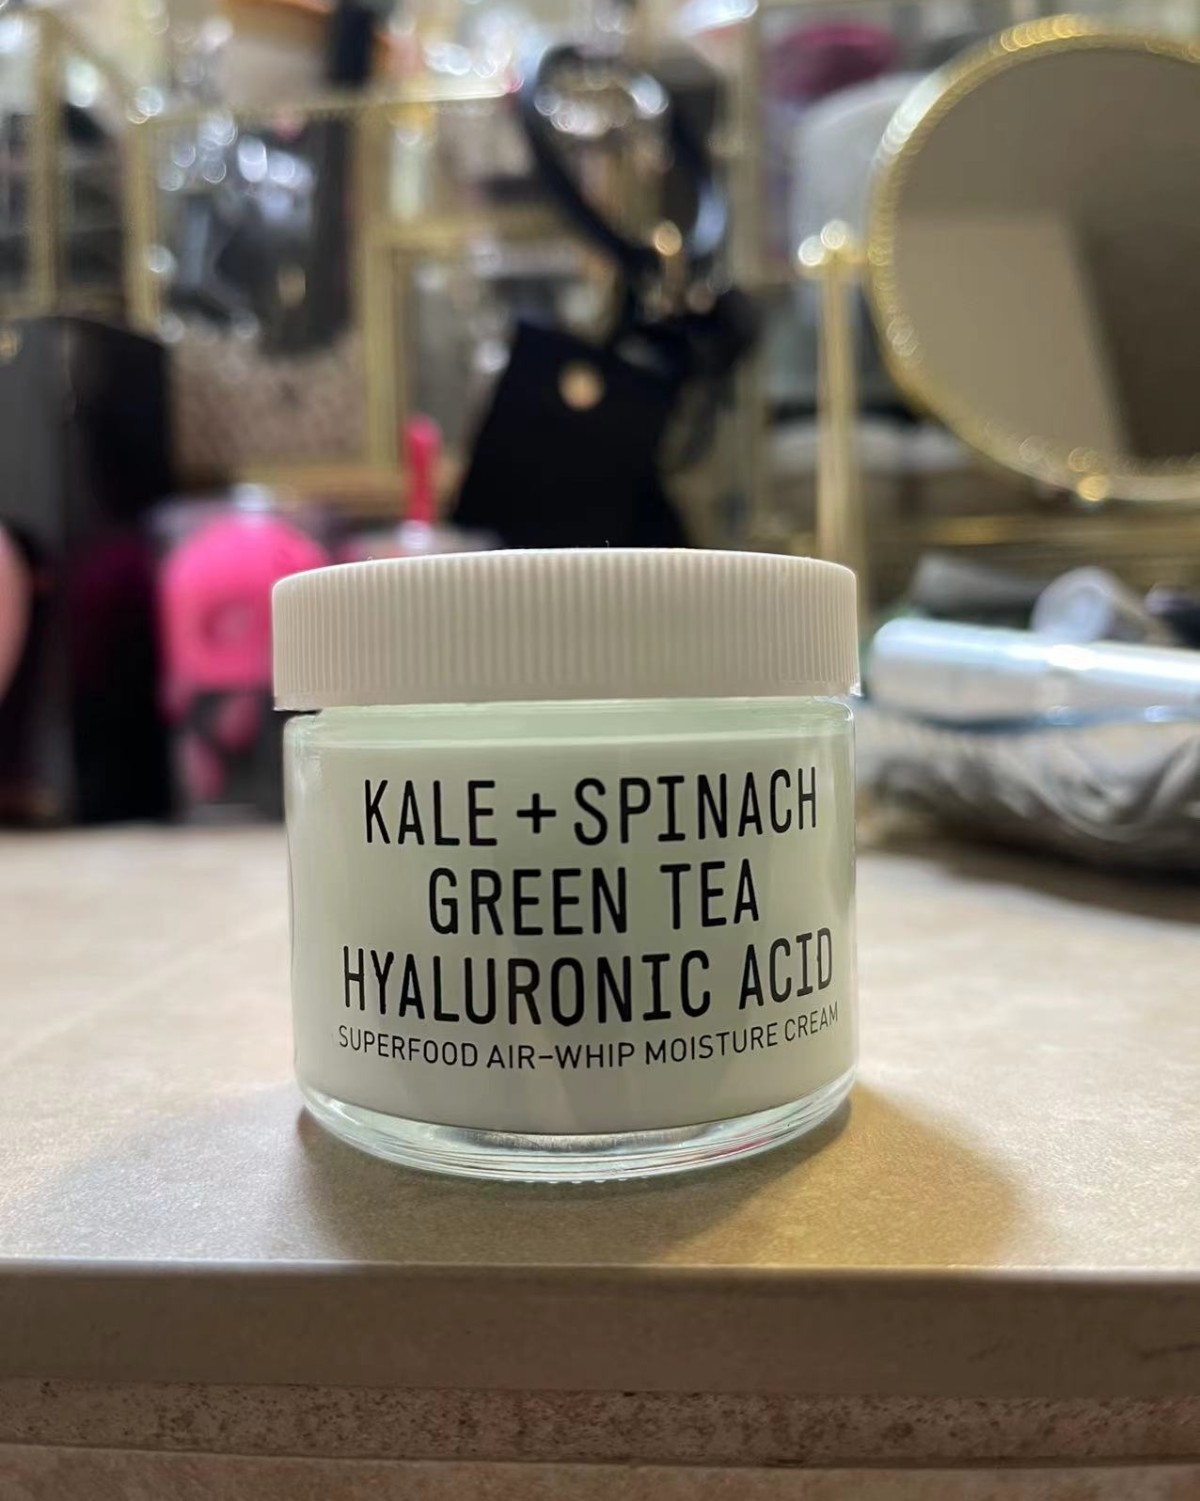 KALE + SPINACH
GREEN TEA
HYALURONIC ACID
SUPERFOOD AIR-WHIP MOISTURE CREAM